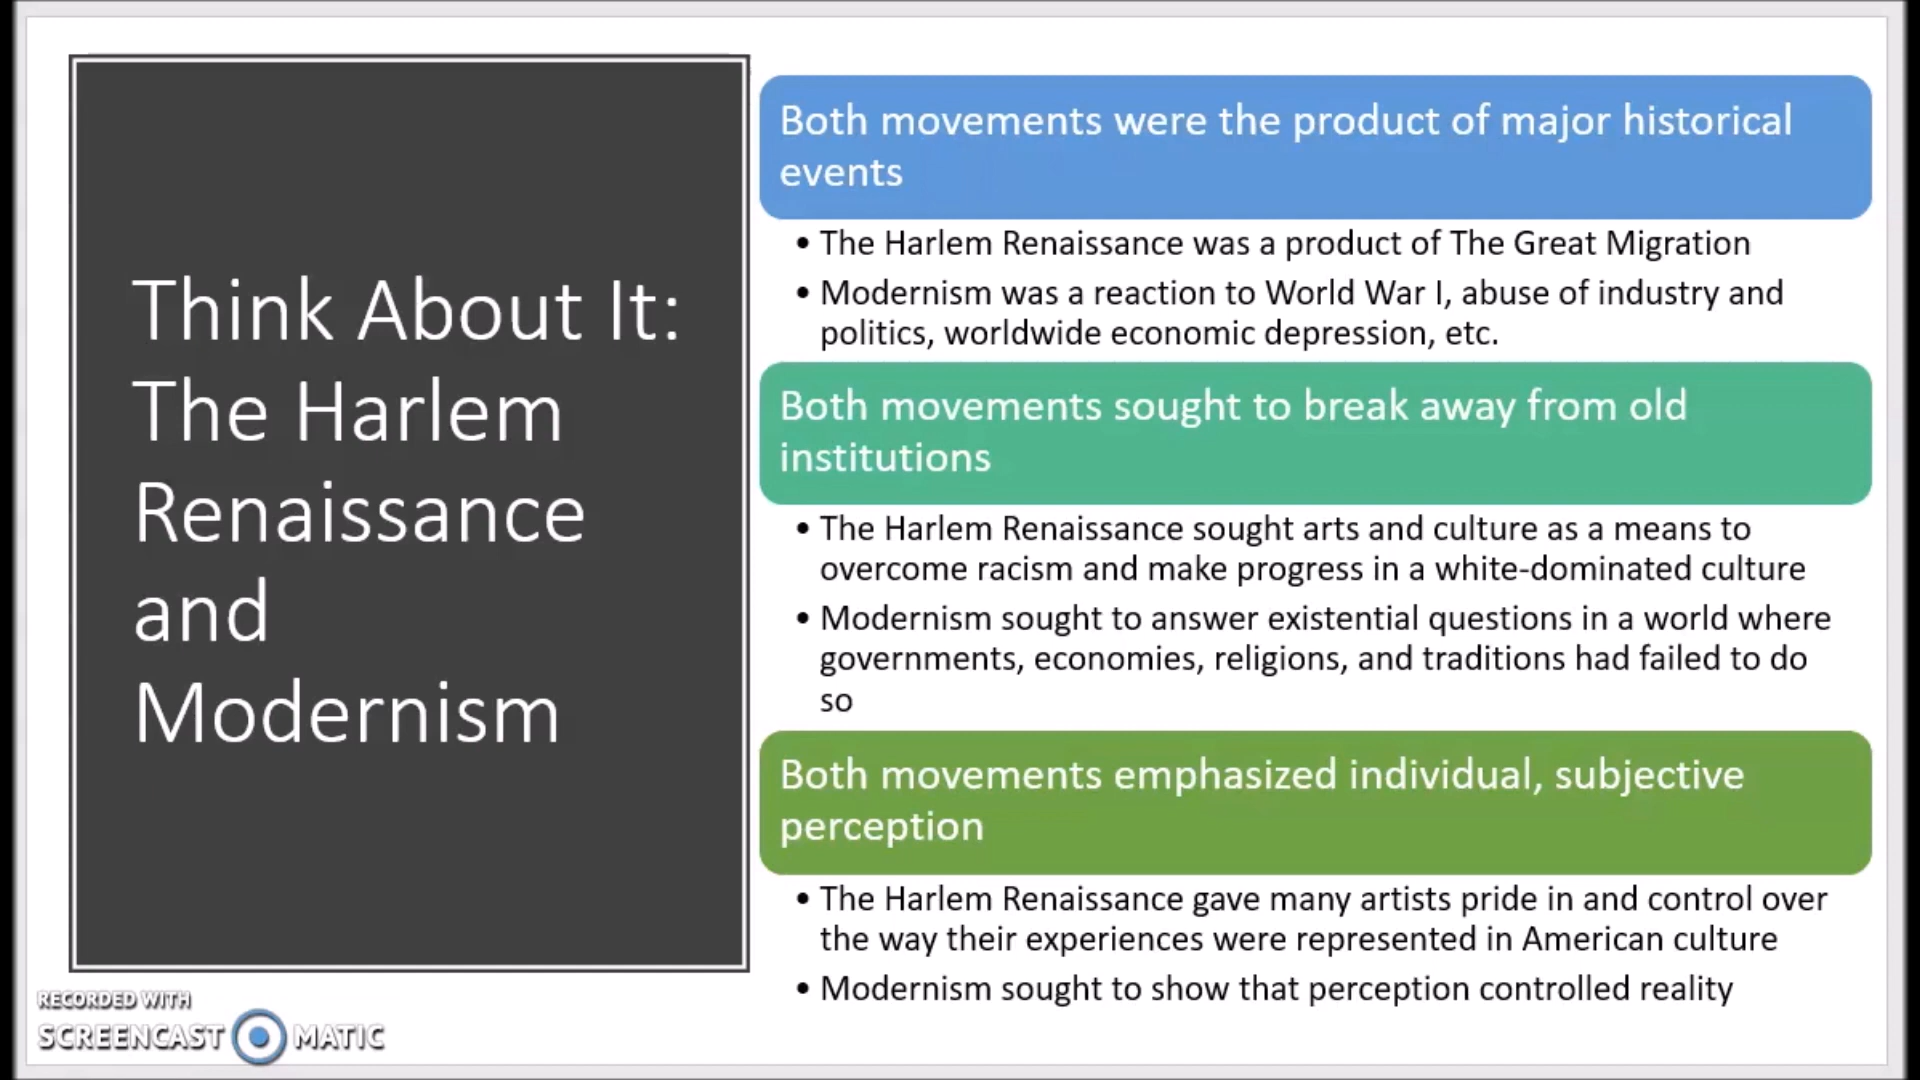 Think About It:
The Harlem
Renaissance
and
Modernism
Both movements were the product of major historical
events
• The Harlem Renaissance was a product of The Great Migration
• Modernism was a reaction to World War I, abuse of industry and
politics, worldwide economic depression, etc.
Both movements sought to break away from old
institutions
• The Harlem Renaissance sought arts and culture as a means to
overcome racism and make progress in a white-dominated culture
• Modernism sought to answer existential questions in a world where
governments, economies, religions, and traditions had failed to do
so
Both movements emphasized individual, subjective
perception
• The Harlem Renaissance gave many artists pride in and control over
the way their experiences were represented in American culture
• Modernism sought to show that perception controlled reality
RECORDED WITH
SCREENCAST MATIC